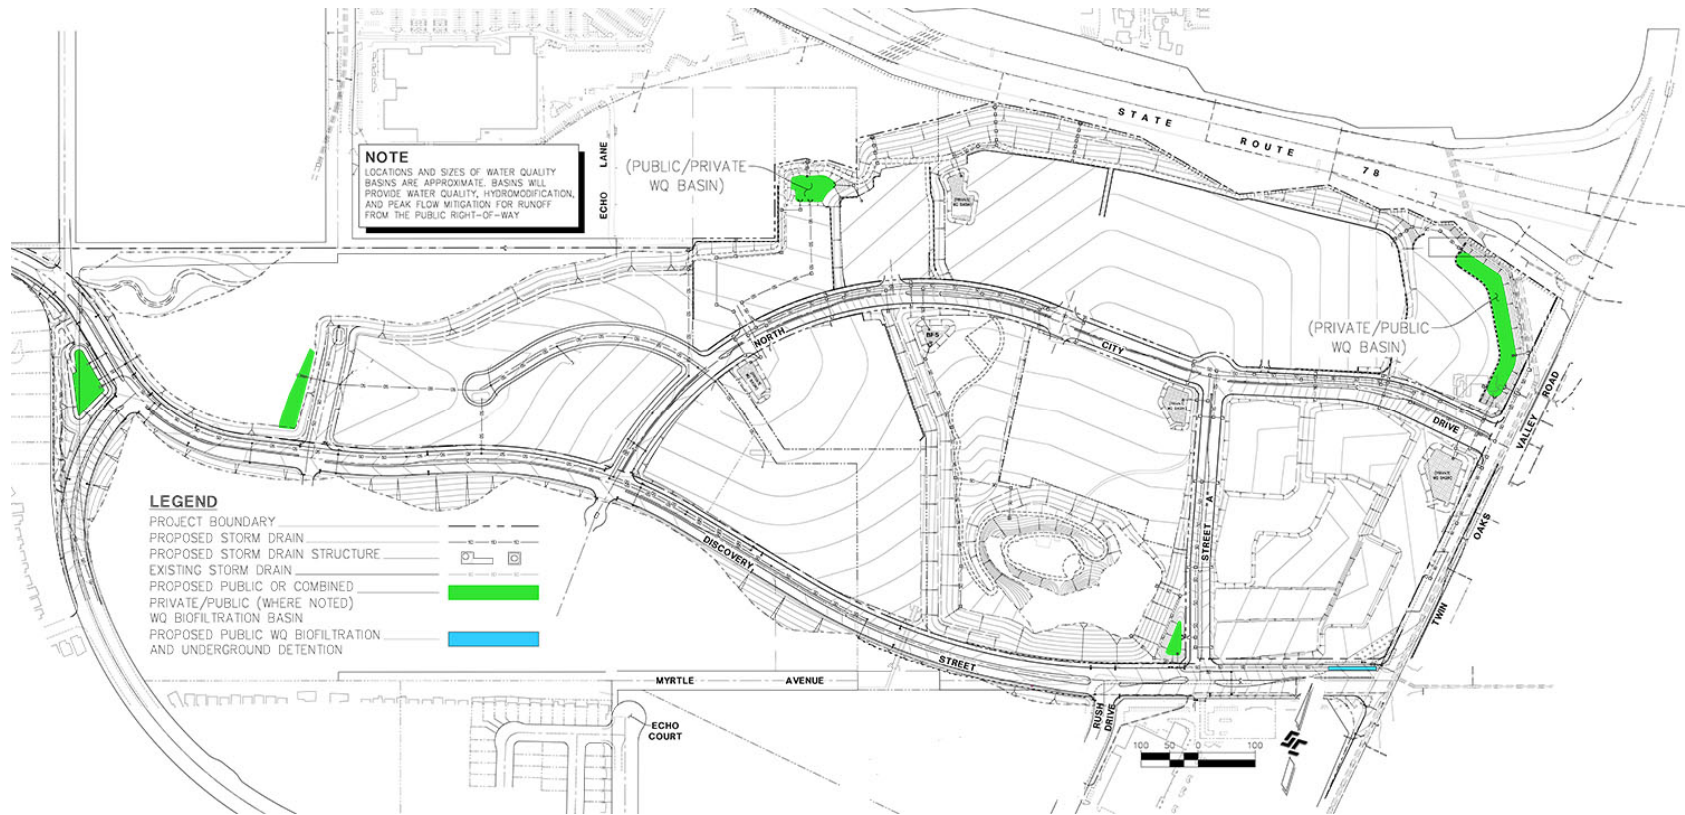 STATE
ROUTE
78
NOTE
LOCATIONS AND SIZES OF WATER QUALITY
BASINS ARE APPROXIMATE. BASINS WILL
PROVIDE WATER QUALITY, HYDROMODIFICATION,
AND PEAK FLOW MITIGATION FOR RUNOFF
FROM THE PUBLIC RIGHT-OF-WAY
ECHO LANE
(PUBLIC/PRIVATE
WQ BASIN)
(PRIVATE/PUBLIC
WQ BASIN)
NORTH
CITY
DRIVE
VALLEY ROAD
OAKS
TWIN
STREET "A"
DISCOVERY
STREET
LEGEND
PROJECT BOUNDARY
PROPOSED STORM DRAIN
PROPOSED STORM DRAIN STRUCTURE
EXISTING STORM DRAIN
PROPOSED PUBLIC OR COMBINED
PRIVATE/PUBLIC (WHERE NOTED)
WQ BIOFILTRATION BASIN
PROPOSED PUBLIC WQ BIOFILTRATION
AND UNDERGROUND DETENTION
MYRTLE AVENUE
RUSH
DRIVE
ECHO
COURT
100 50 0 100